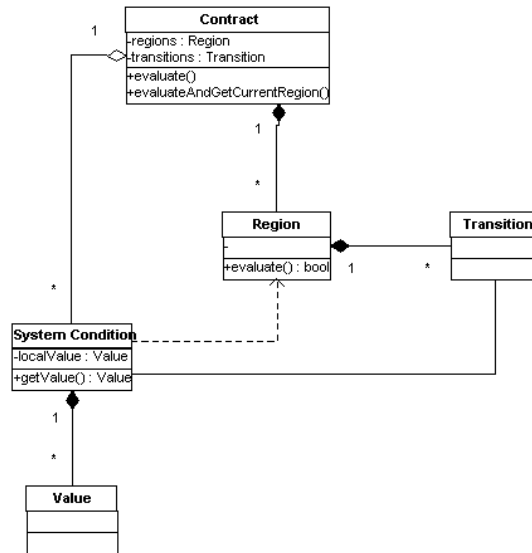 Contract
1
-regions : Region
-transitions : Transition
+evaluate()
+evaluateAndGetCurrentRegion()
1
*
Region
Transition
-
+evaluate() : bool
1
*
*
System Condition
-localValue : Value
+getValue() : Value
1
*
Value